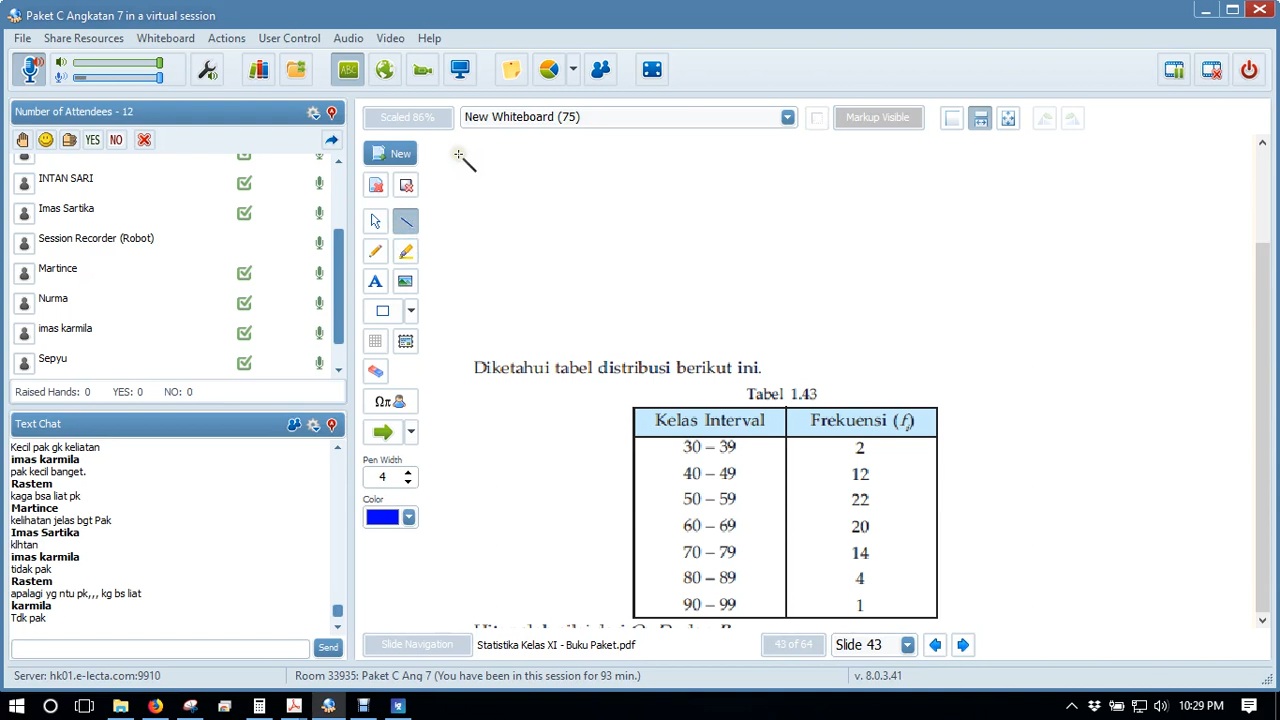 Paket C Angkatan 7 in a virtual session
File Share Resources Whiteboard Actions User Control Audio Video Help
ABC
Number of Attendees - 12
YES NO
INTAN SARI
Imas Sartika
Session Recorder (Robot)
Martince
Nurma
imas karmila
Sepyu
Raised Hands: 0 YES: 0 NO: 0
Text Chat
Kecil pak gk keliatan
imas karmila
pak kecil banget.
Rastem
kaga bsa liat pk
Martince
kelihatan jelas bgt Pak
Imas Sartika
klhtan
imas karmila
tidak pak
Rastem
apalagi yg ntu pk,,, kg bs liat
karmila
Tdk pak
Send
Scaled 86% New Whiteboard (75) Markup Visible
New
A
Ωπ
Pen Width
4
Color
Diketahui tabel distribusi berikut ini.
Tabel 1.43
Kelas Interval Frekuensi (fi)
30 – 39 2
40 – 49 12
50 – 59 22
60 – 69 20
70 – 79 14
80 – 89 4
90 – 99 1
Slide Navigation Statistika Kelas XI - Buku Paket.pdf 43 of 64 Slide 43
Server: hk01.e-lecta.com:9910 Room 33935: Paket C Ang 7 (You have been in this session for 93 min.) v. 8.0.3.41
10:29 PM